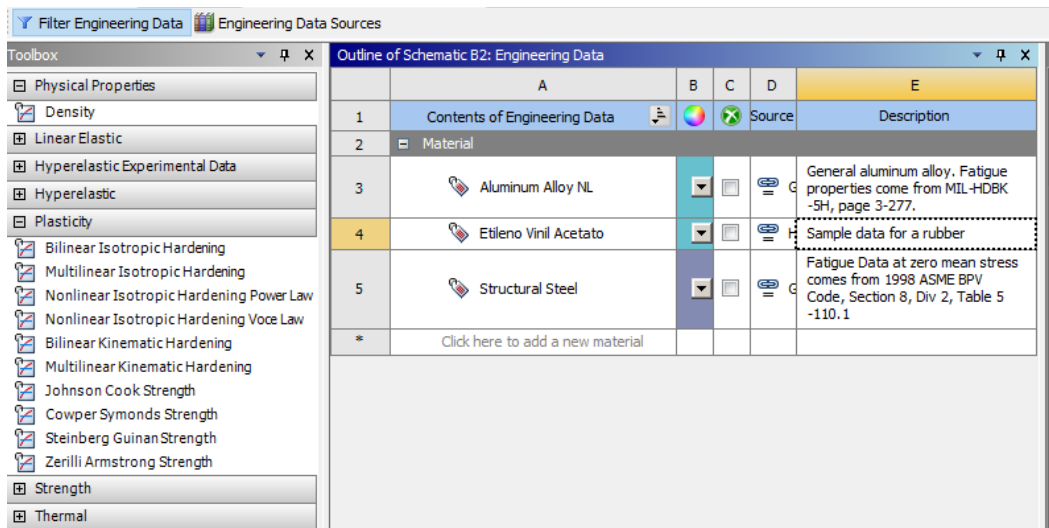 Filter Engineering Data Engineering Data Sources
Toolbox
Physical Properties
Density
Linear Elastic
Hyperelastic Experimental Data
Hyperelastic
Plasticity
Bilinear Isotropic Hardening
Multilinear Isotropic Hardening
Nonlinear Isotropic Hardening Power Law
Nonlinear Isotropic Hardening Voce Law
Bilinear Kinematic Hardening
Multilinear Kinematic Hardening
Johnson Cook Strength
Cowper Symonds Strength
Steinberg Guinan Strength
Zerilli Armstrong Strength
Strength
Thermal
Outline of Schematic B2: Engineering Data
A B C D E
1 Contents of Engineering Data Source Description
2 Material
3 Aluminum Alloy NL G General aluminum alloy. Fatigue
properties come from MIL-HDBK
-5H, page 3-277.
4 Etileno Vinil Acetato H Sample data for a rubber
5 Structural Steel G Fatigue Data at zero mean stress
comes from 1998 ASME BPV
Code, Section 8, Div 2, Table 5
-110.1
* Click here to add a new material